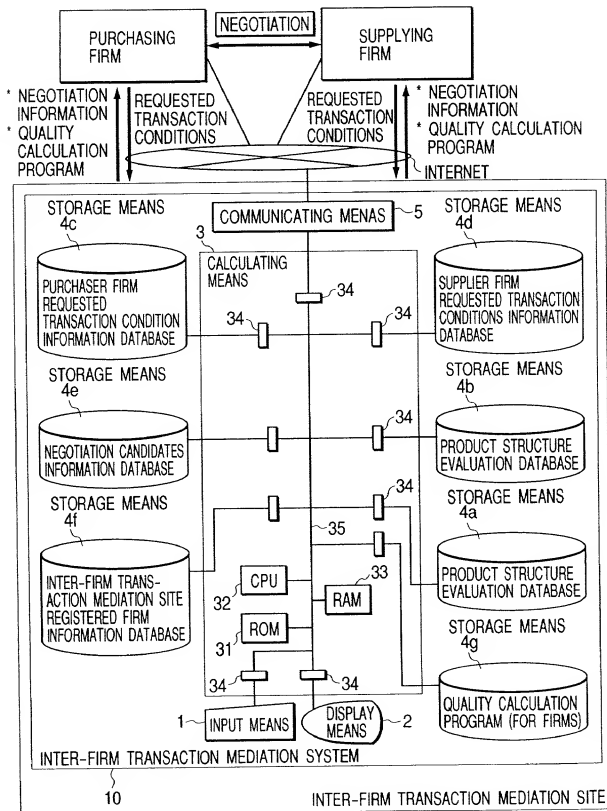 PURCHASING
FIRM
NEGOTIATION
SUPPLYING
FIRM
* NEGOTIATION
INFORMATION
* QUALITY
CALCULATION
PROGRAM
REQUESTED
TRANSACTION
CONDITIONS
REQUESTED
TRANSACTION
CONDITIONS
* NEGOTIATION
INFORMATION
* QUALITY CALCULATION
PROGRAM
INTERNET
STORAGE MEANS
4c
COMMUNICATING MENAS
5
STORAGE MEANS
4d
3
CALCULATING
MEANS
PURCHASER FIRM
REQUESTED
TRANSACTION CONDITION
INFORMATION DATABASE
34
34
34
SUPPLIER FIRM
REQUESTED TRANSACTION
CONDITIONS INFORMATION
DATABASE
STORAGE MEANS
4e
STORAGE MEANS
4b
NEGOTIATION CANDIDATES
INFORMATION DATABASE
34
PRODUCT STRUCTURE
EVALUATION DATABASE
STORAGE MEANS
4f
34
STORAGE MEANS
4a
35
INTER-FIRM TRANS-
ACTION MEDIATION SITE
REGISTERED FIRM
INFORMATION DATABASE
CPU
32
33
RAM
PRODUCT STRUCTURE
EVALUATION DATABASE
ROM
31
STORAGE MEANS
4g
34
34
QUALITY CALCULATION
PROGRAM (FOR FIRMS)
1
INPUT MEANS
DISPLAY
MEANS
2
INTER-FIRM TRANSACTION MEDIATION SYSTEM
10
INTER-FIRM TRANSACTION MEDIATION SITE